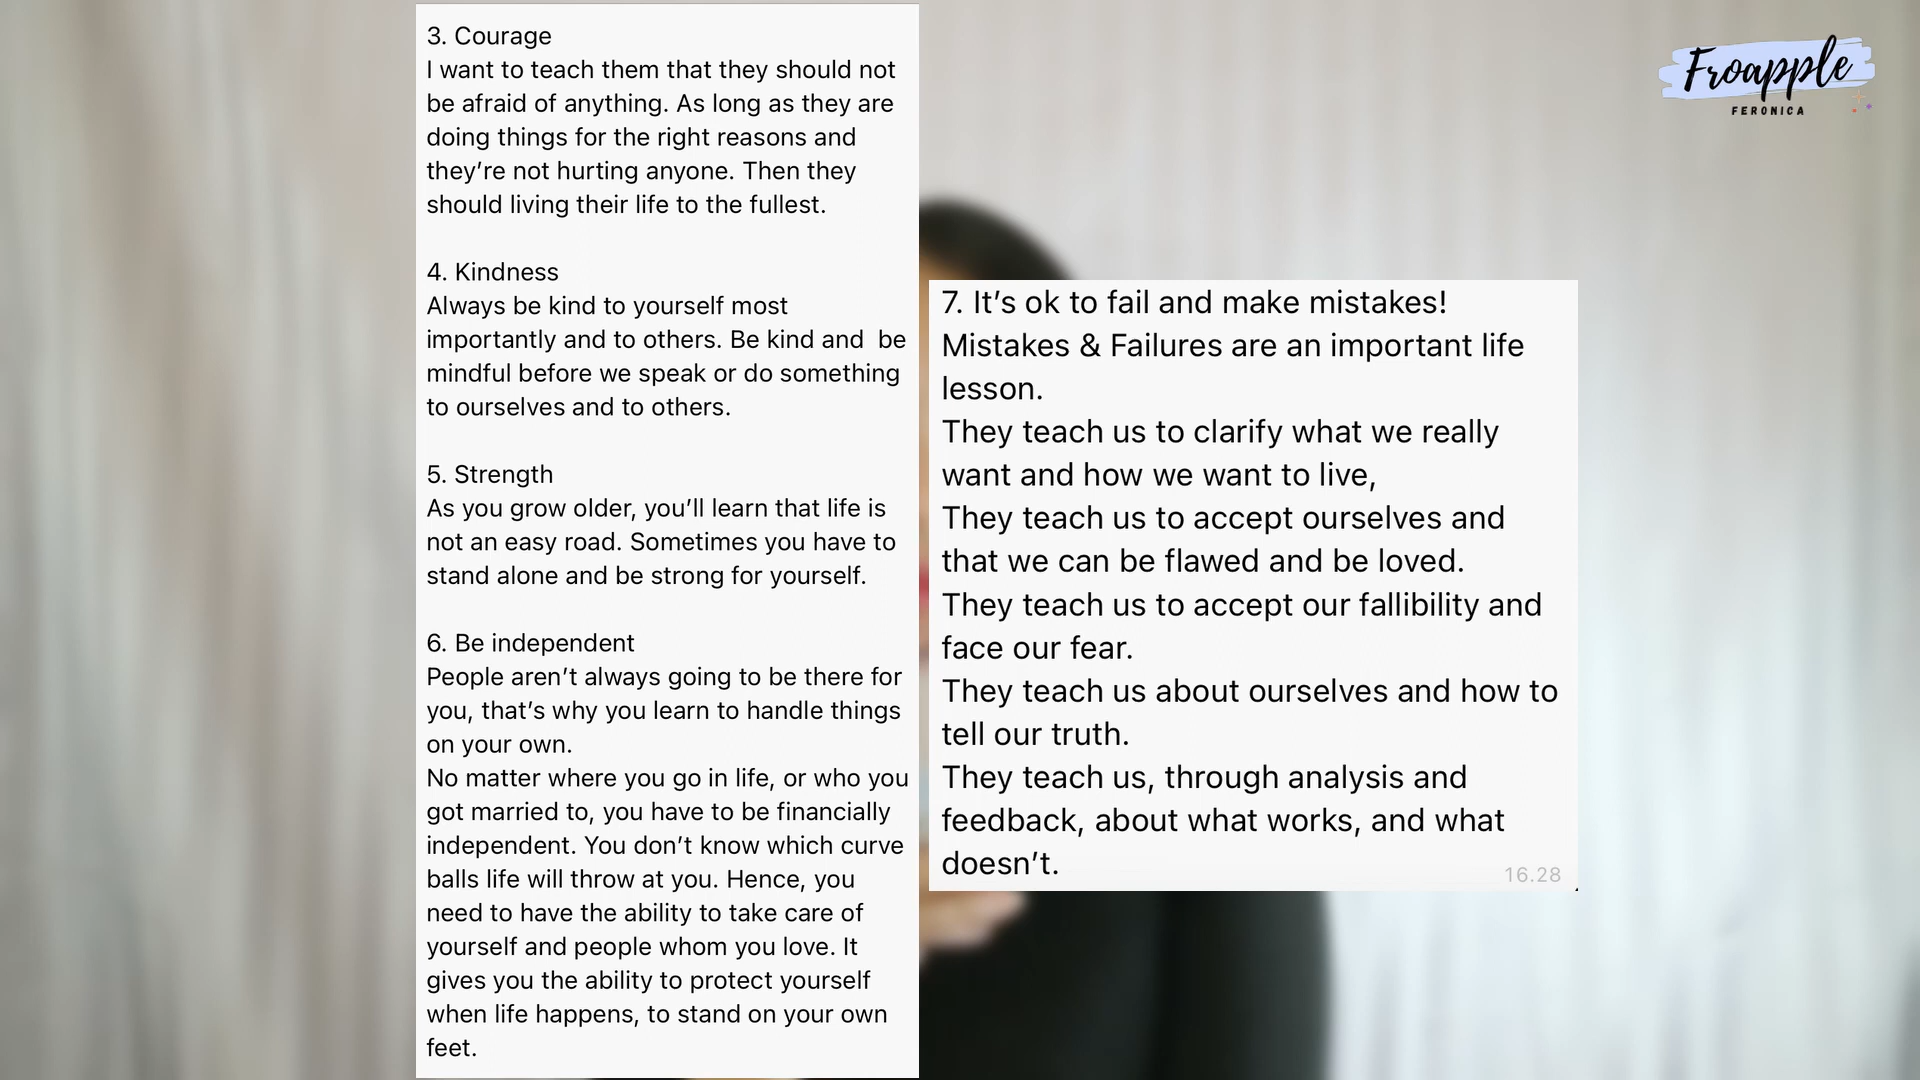 3. Courage
I want to teach them that they should not
be afraid of anything. As long as they are
doing things for the right reasons and
they’re not hurting anyone. Then they
should living their life to the fullest.
4. Kindness
Always be kind to yourself most
importantly and to others. Be kind and  be
mindful before we speak or do something
to ourselves and to others.
5. Strength
As you grow older, you’ll learn that life is
not an easy road. Sometimes you have to
stand alone and be strong for yourself.
6. Be independent
People aren’t always going to be there for
you, that’s why you learn to handle things
on your own.
No matter where you go in life, or who you
got married to, you have to be financially
independent. You don’t know which curve
balls life will throw at you. Hence, you
need to have the ability to take care of
yourself and people whom you love. It
gives you the ability to protect yourself
when life happens, to stand on your own
feet.
7. It’s ok to fail and make mistakes!
Mistakes & Failures are an important life
lesson.
They teach us to clarify what we really
want and how we want to live,
They teach us to accept ourselves and
that we can be flawed and be loved.
They teach us to accept our fallibility and
face our fear.
They teach us about ourselves and how to
tell our truth.
They teach us, through analysis and
feedback, about what works, and what
doesn’t.
16.28
Froapple
FERONICA